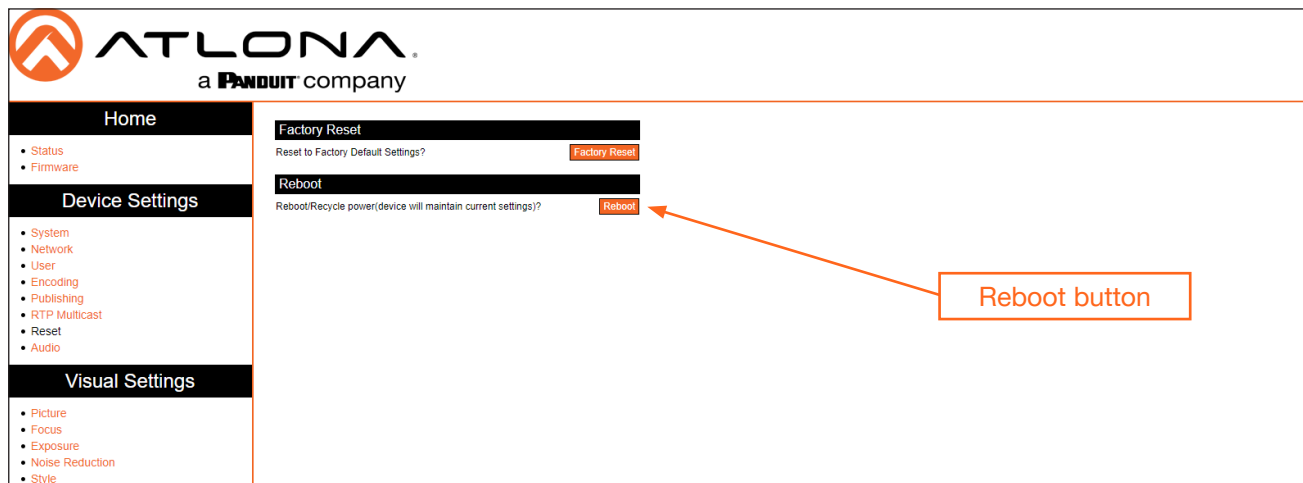 ATLONA
a PANDUIT company
Home
Status
Firmware
Device Settings
System
Network
User
Encoding
Publishing
RTP Multicast
Reset
Audio
Visual Settings
Picture
Focus
Exposure
Noise Reduction
Style
Factory Reset
Reset to Factory Default Settings? Factory Reset
Reboot
Reboot/Recycle power(device will maintain current settings)? Reboot
Reboot button